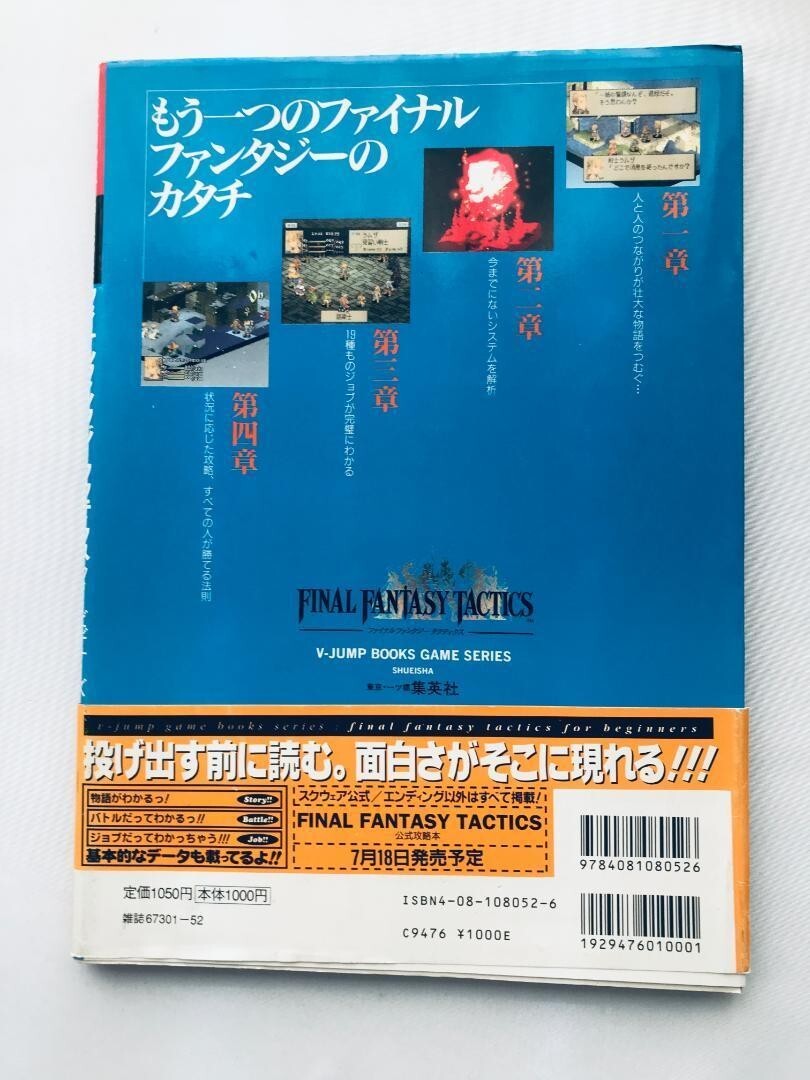 もう一つのファイナル
ファンタジーの
カタチ
第一章
人と人のつながりが壮大な物語をつむぐ…
第二章
今までにないシステムを解析
第三章
19種ものジョブが完璧にわかる
第四章
状況に応じた攻略、すべての人が勝てる法則
FINAL FANTASY TACTICS
ファイナルファンタジー タクティクス
V-JUMP BOOKS GAME SERIES
SHUEISHA
東京・一ツ橋 集英社
v-jump game books series : final fantasy tactics for beginners
投げ出す前に読む。面白さがそこに現れる!!!
物語がわかるっ! Story!!
バトルだってわかるっ!! Battle!!
ジョブだってわかっちゃう!!! Job!!
基本的なデータも載ってるよ!!
スクウェア公式/エンディング以外はすべて掲載!
FINAL FANTASY TACTICS
公式攻略本
7月18日発売予定
9784081080526
定価1050円 本体1000円
雑誌67301-52
ISBN4-08-108052-6
C9476 ¥1000E
1929476010001